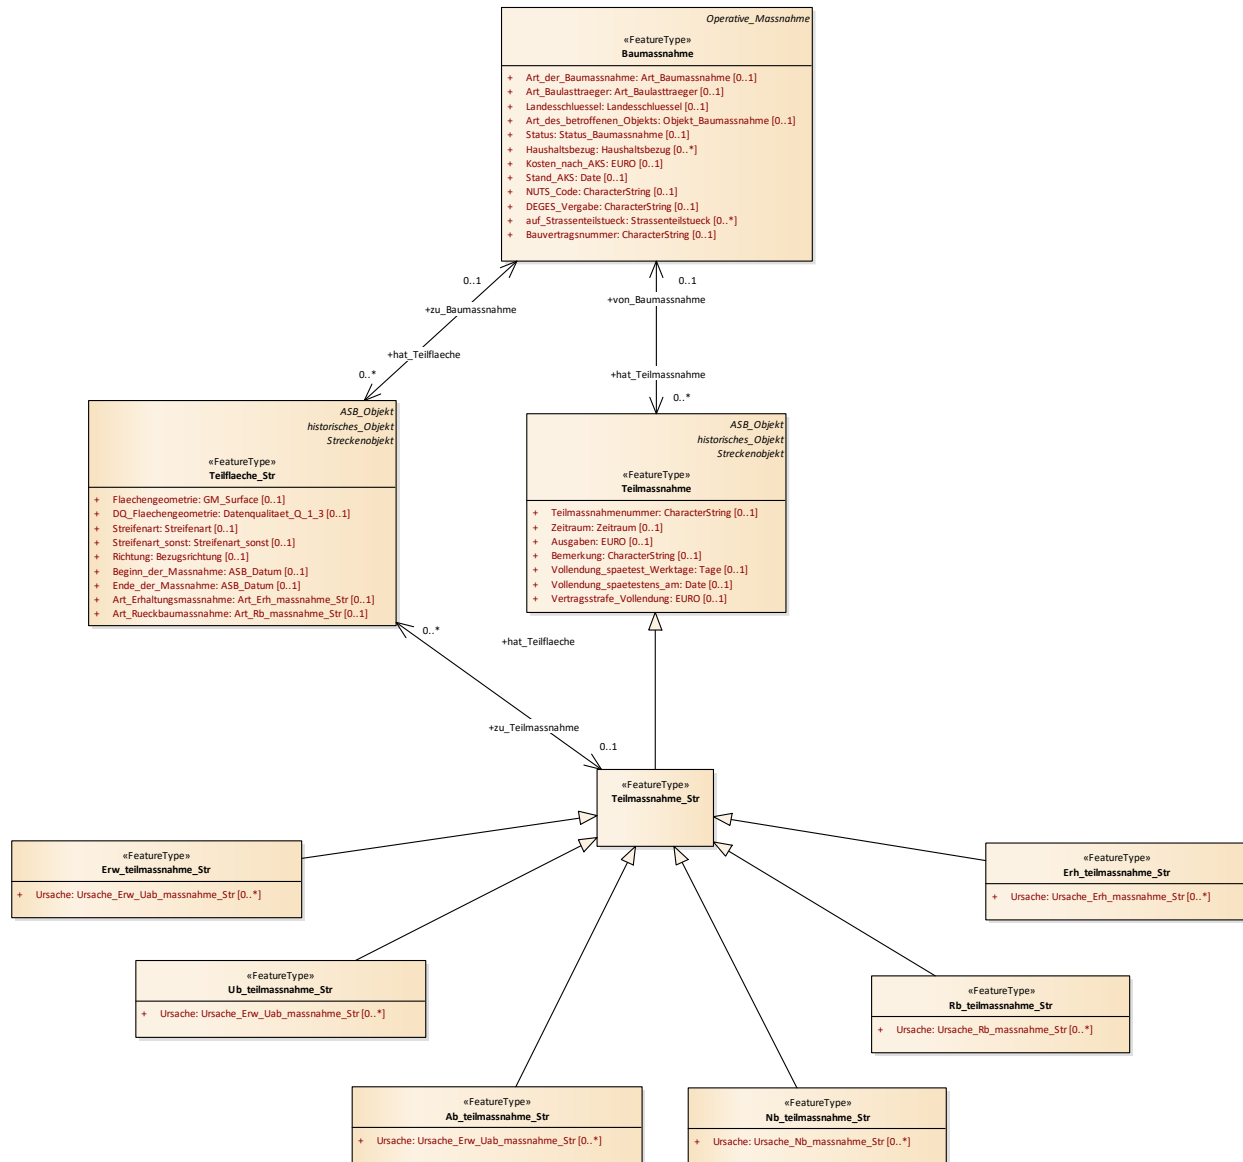 Operative_Massnahme
«FeatureType»
Baumassnahme
+ Art_der_Baumassnahme: Art_Baumassnahme [0..1]
+ Art_Baulasttraeger: Art_Baulasttraeger [0..1]
+ Landesschluessel: Landesschluessel [0..1]
+ Art_des_betroffenen_Objekts: Objekt_Baumassnahme [0..1]
+ Status: Status_Baumassnahme [0..1]
+ Haushaltsbezug: Haushaltsbezug [0..*]
+ Kosten_nach_AKS: EURO [0..1]
+ Stand_AKS: Date [0..1]
+ NUTS_Code: CharacterString [0..1]
+ DEGES_Vergabe: CharacterString [0..1]
+ auf_Strassenteilstueck: Strassenteilstueck [0..*]
+ Bauvertragsnummer: CharacterString [0..1]
0..1
+zu_Baumassnahme
+hat_Teilflaeche
0..*
0..1
+von_Baumassnahme
+hat_Teilmassnahme
0..*
ASB_Objekt
historisches_Objekt
Streckenobjekt
«FeatureType»
Teilflaeche_Str
+ Flaechengeometrie: GM_Surface [0..1]
+ DQ_Flaechengeometrie: Datenqualitaet_Q_1_3 [0..1]
+ Streifenart: Streifenart [0..1]
+ Streifenart_sonst: Streifenart_sonst [0..1]
+ Richtung: Bezugsrichtung [0..1]
+ Beginn_der_Massnahme: ASB_Datum [0..1]
+ Ende_der_Massnahme: ASB_Datum [0..1]
+ Art_Erhaltungsmassnahme: Art_Erh_massnahme_Str [0..1]
+ Art_Rueckbaumassnahme: Art_Rb_massnahme_Str [0..1]
ASB_Objekt
historisches_Objekt
Streckenobjekt
«FeatureType»
Teilmassnahme
+ Teilmassnahmenummer: CharacterString [0..1]
+ Zeitraum: Zeitraum [0..1]
+ Ausgaben: EURO [0..1]
+ Bemerkung: CharacterString [0..1]
+ Vollendung_spaetest_Werktage: Tage [0..1]
+ Vollendung_spaetestens_am: Date [0..1]
+ Vertragsstrafe_Vollendung: EURO [0..1]
0..*
+hat_Teilflaeche
+zu_Teilmassnahme
0..1
«FeatureType»
Teilmassnahme_Str
«FeatureType»
Erw_teilmassnahme_Str
+ Ursache: Ursache_Erw_Uab_massnahme_Str [0..*]
«FeatureType»
Erh_teilmassnahme_Str
+ Ursache: Ursache_Erh_massnahme_Str [0..*]
«FeatureType»
Ub_teilmassnahme_Str
+ Ursache: Ursache_Erw_Uab_massnahme_Str [0..*]
«FeatureType»
Rb_teilmassnahme_Str
+ Ursache: Ursache_Rb_massnahme_Str [0..*]
«FeatureType»
Ab_teilmassnahme_Str
+ Ursache: Ursache_Erw_Uab_massnahme_Str [0..*]
«FeatureType»
Nb_teilmassnahme_Str
+ Ursache: Ursache_Nb_massnahme_Str [0..*]